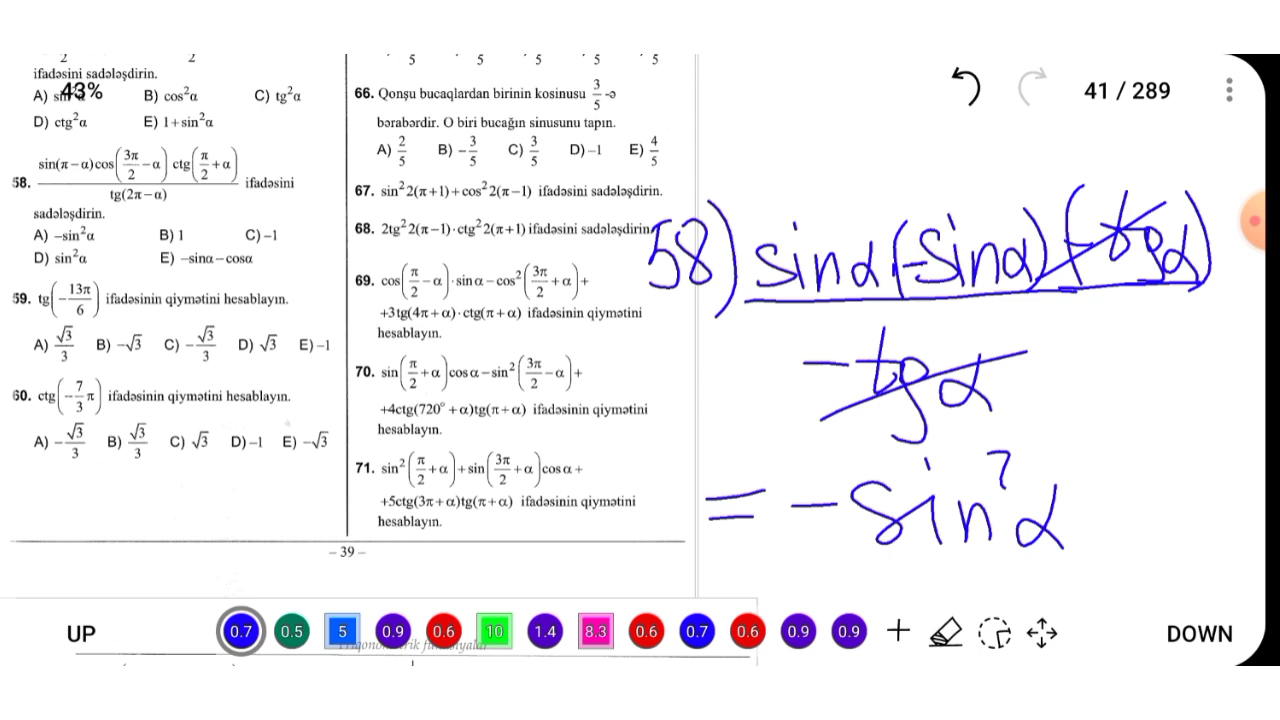 2 2
ifadəsini sadələşdirin.
43%
A) sin²α B) cos²α C) tg²α
D) ctg²α E) 1+sin²α
58. sin(π−α)cos(3π/2−α) ctg(π/2+α) / tg(2π−α) ifadəsini
sadələşdirin.
A) −sin²α B) 1 C) −1
D) sin²α E) −sinα−cosα
59. tg(−13π/6) ifadəsinin qiymətini hesablayın.
A) √3/3 B) −√3 C) −√3/3 D) √3 E) −1
60. ctg(−7/3 π) ifadəsinin qiymətini hesablayın.
A) −√3/3 B) √3/3 C) √3 D) −1 E) −√3
5 5 5 5 5
66. Qonşu bucaqlardan birinin kosinusu 3/5 -ə
bərabərdir. O biri bucağın sinusunu tapın.
A) 2/5 B) −3/5 C) 3/5 D) −1 E) 4/5
67. sin²2(π+1)+cos²2(π−1) ifadəsini sadələşdirin.
68. 2tg²2(π−1)·ctg²2(π+1) ifadəsini sadələşdirin.
69. cos(π/2−α)·sinα−cos²(3π/2+α)+
+3tg(4π+α)·ctg(π+α) ifadəsinin qiymətini
hesablayın.
70. sin(π/2+α)cosα−sin²(3π/2−α)+
+4ctg(720°+α)tg(π+α) ifadəsinin qiymətini
hesablayın.
71. sin²(π/2+α)+sin(3π/2+α)cosα+
+5ctg(3π+α)tg(π+α) ifadəsinin qiymətini
hesablayın.
– 39 –
41 / 289
58) sinα(−sinα)(−tgα)
−tgα
= −sin²α
UP 0.7 0.5 5 0.9 0.6 10 1.4 8.3 0.6 0.7 0.6 0.9 0.9 + DOWN